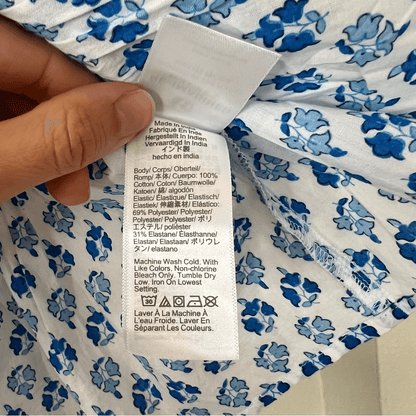 Made In India
Fabriqué En Inde
Hergestellt In Indien
Vervaardigd In India
インド製
hecho en india
Body/ Corps/ Oberteil/
Romp/ 本体/ Cuerpo: 100%
Cotton/ Coton/ Baumwolle/
Katoen/ 綿/ algodón
Elastic/ Élastique/ Elastisch/
Elastiek/ 伸縮素材/ Elástico:
69% Polyester/ Polyester/
Polyester/ Polyester/ ポリ
エステル/ poliéster
31% Elastane/ Élasthanne/
Elastan/ Elastaan/ ポリウレ
タン/ elastano
Machine Wash Cold. With
Like Colors. Non-chlorine
Bleach Only. Tumble Dry
Low. Iron On Lowest
Setting.
Laver À La Machine À
L'eau Froide. Laver En
Séparant Les Couleurs.